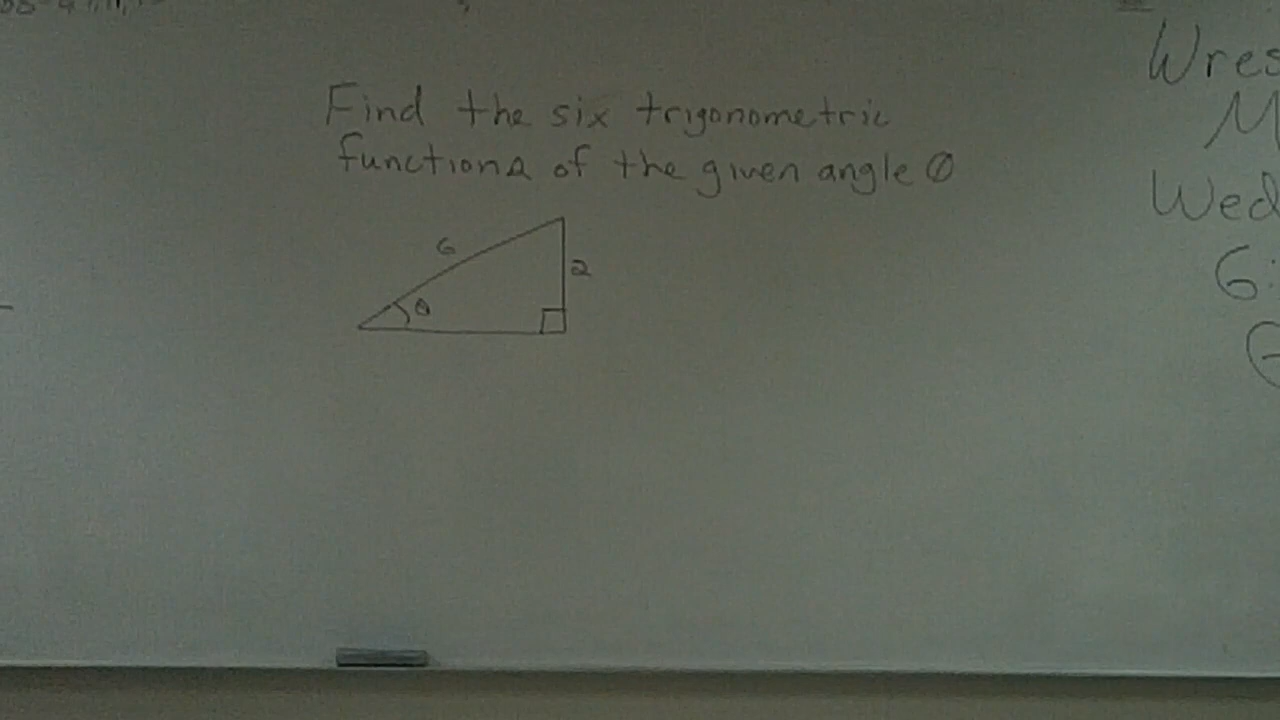 Find the six trigonometric
functions of the given angle θ
6
2
θ
Wres
M
Wed
6: